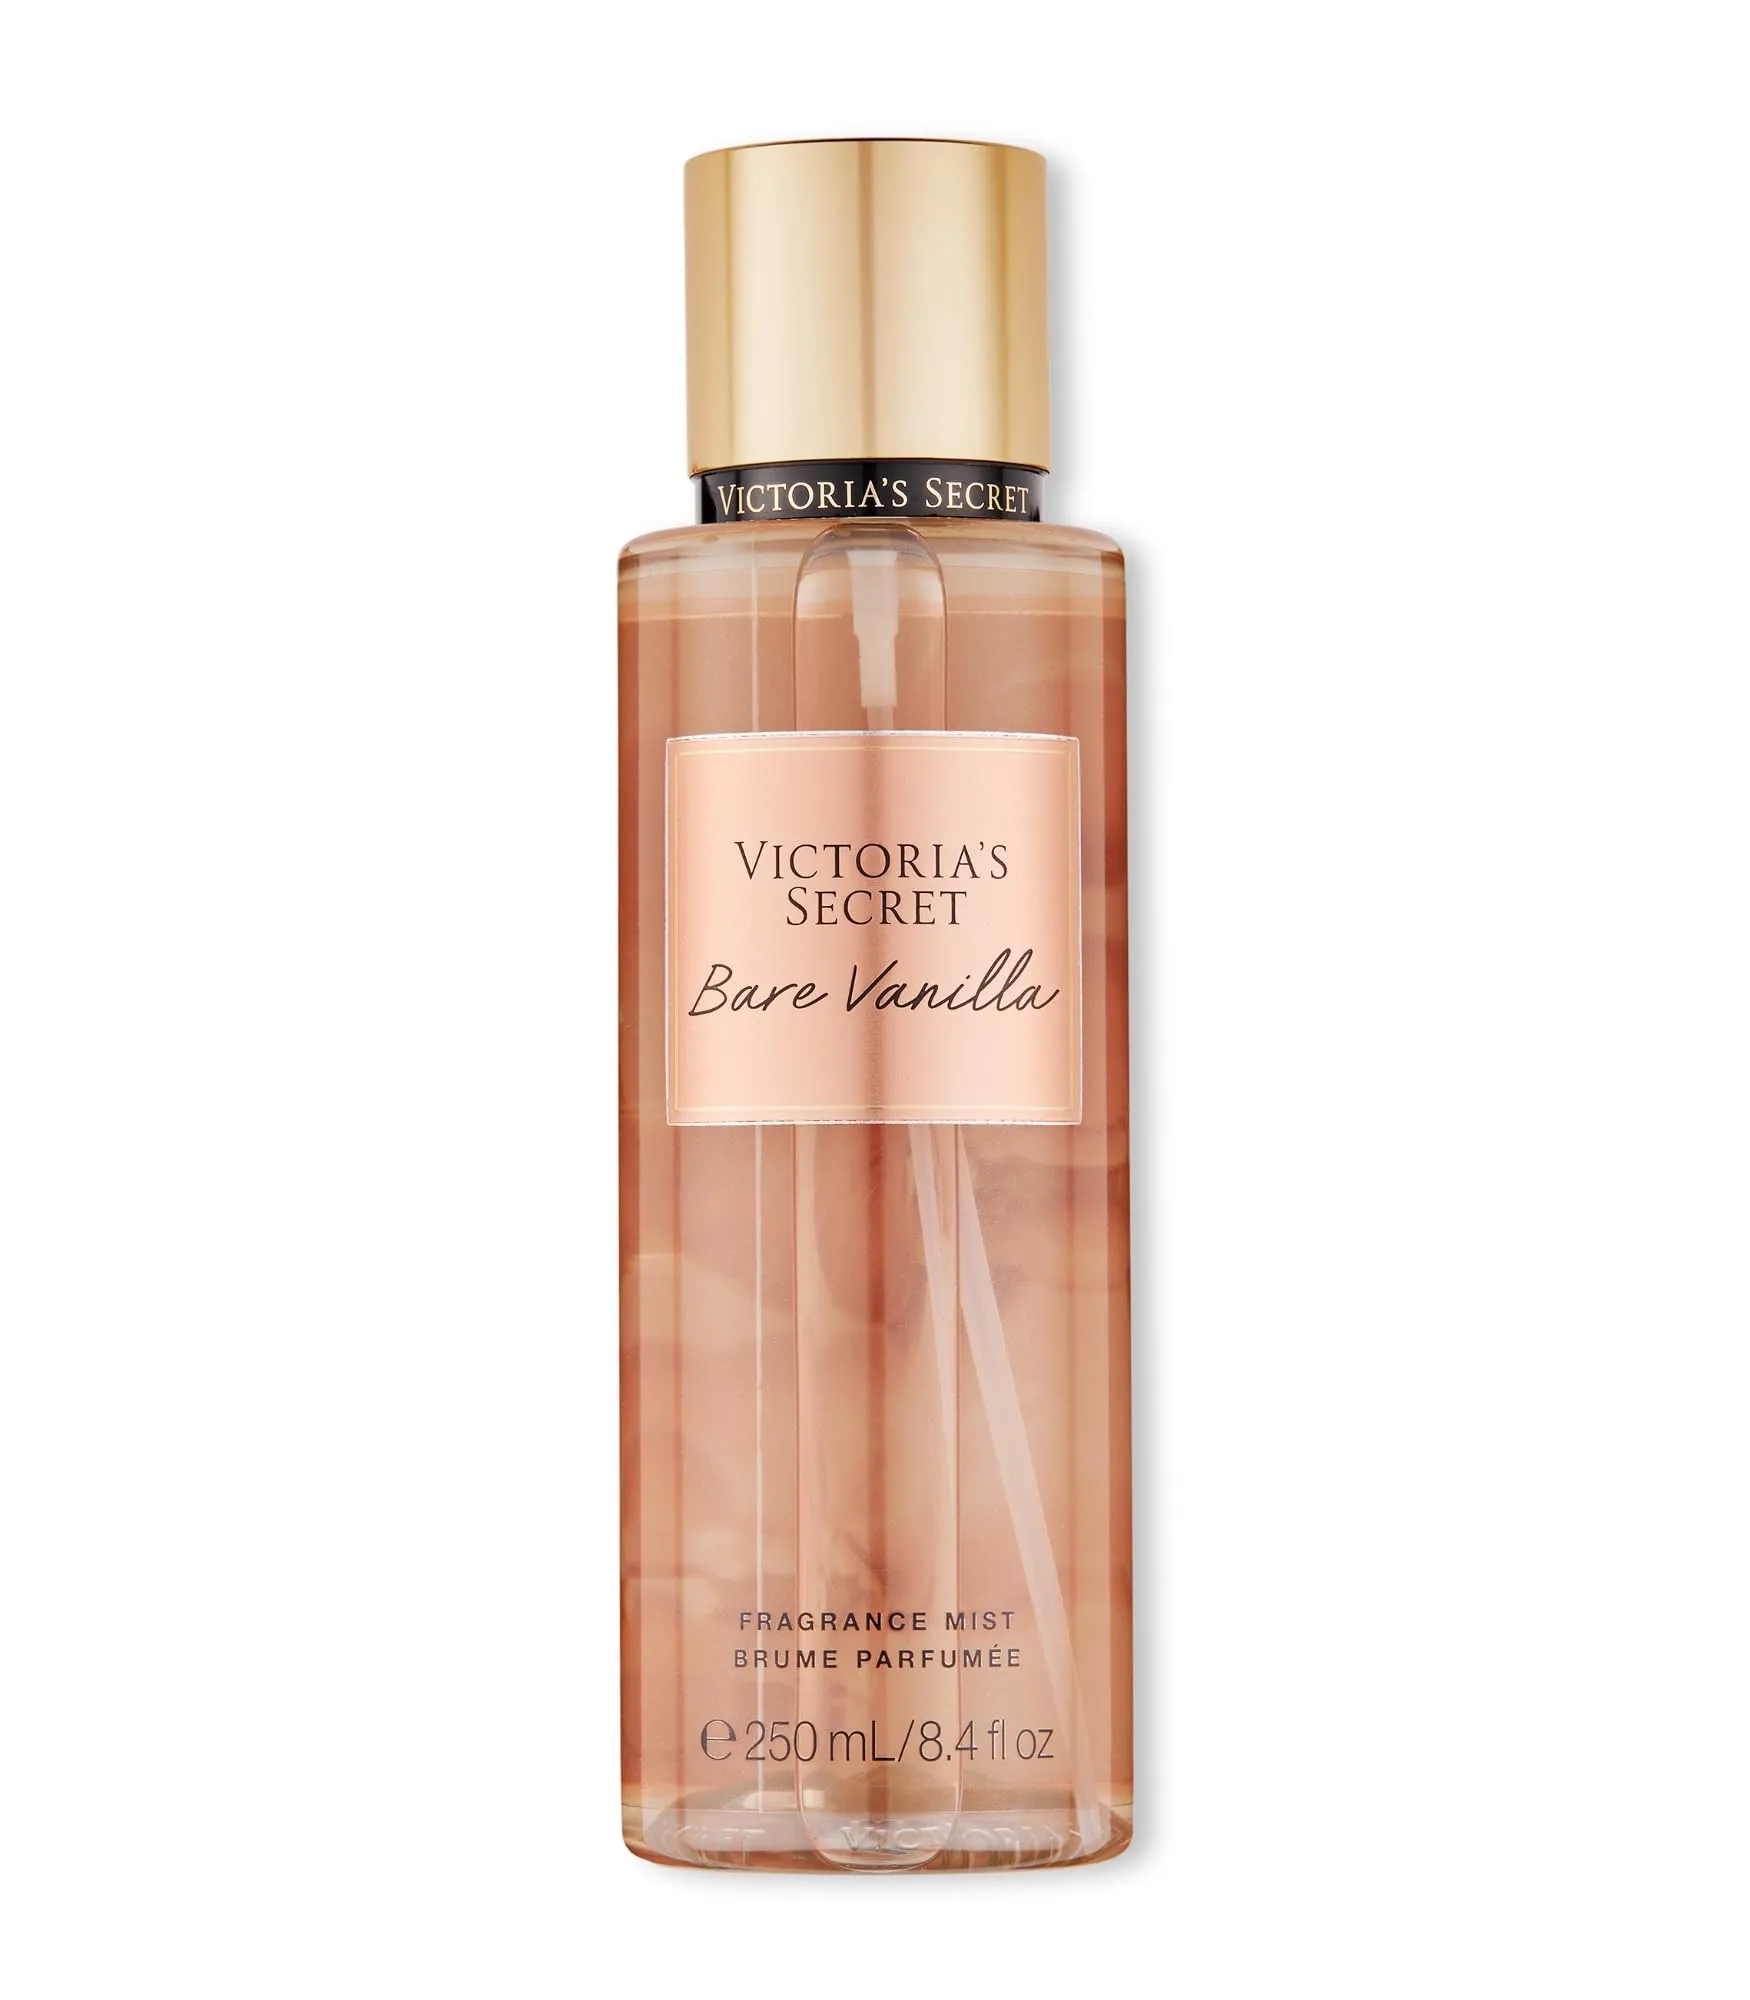 VICTORIA'S SECRET
VICTORIA'S
SECRET
Bare Vanilla
FRAGRANCE MIST
BRUME PARFUMÉE
℮ 250 mL/8.4 fl oz